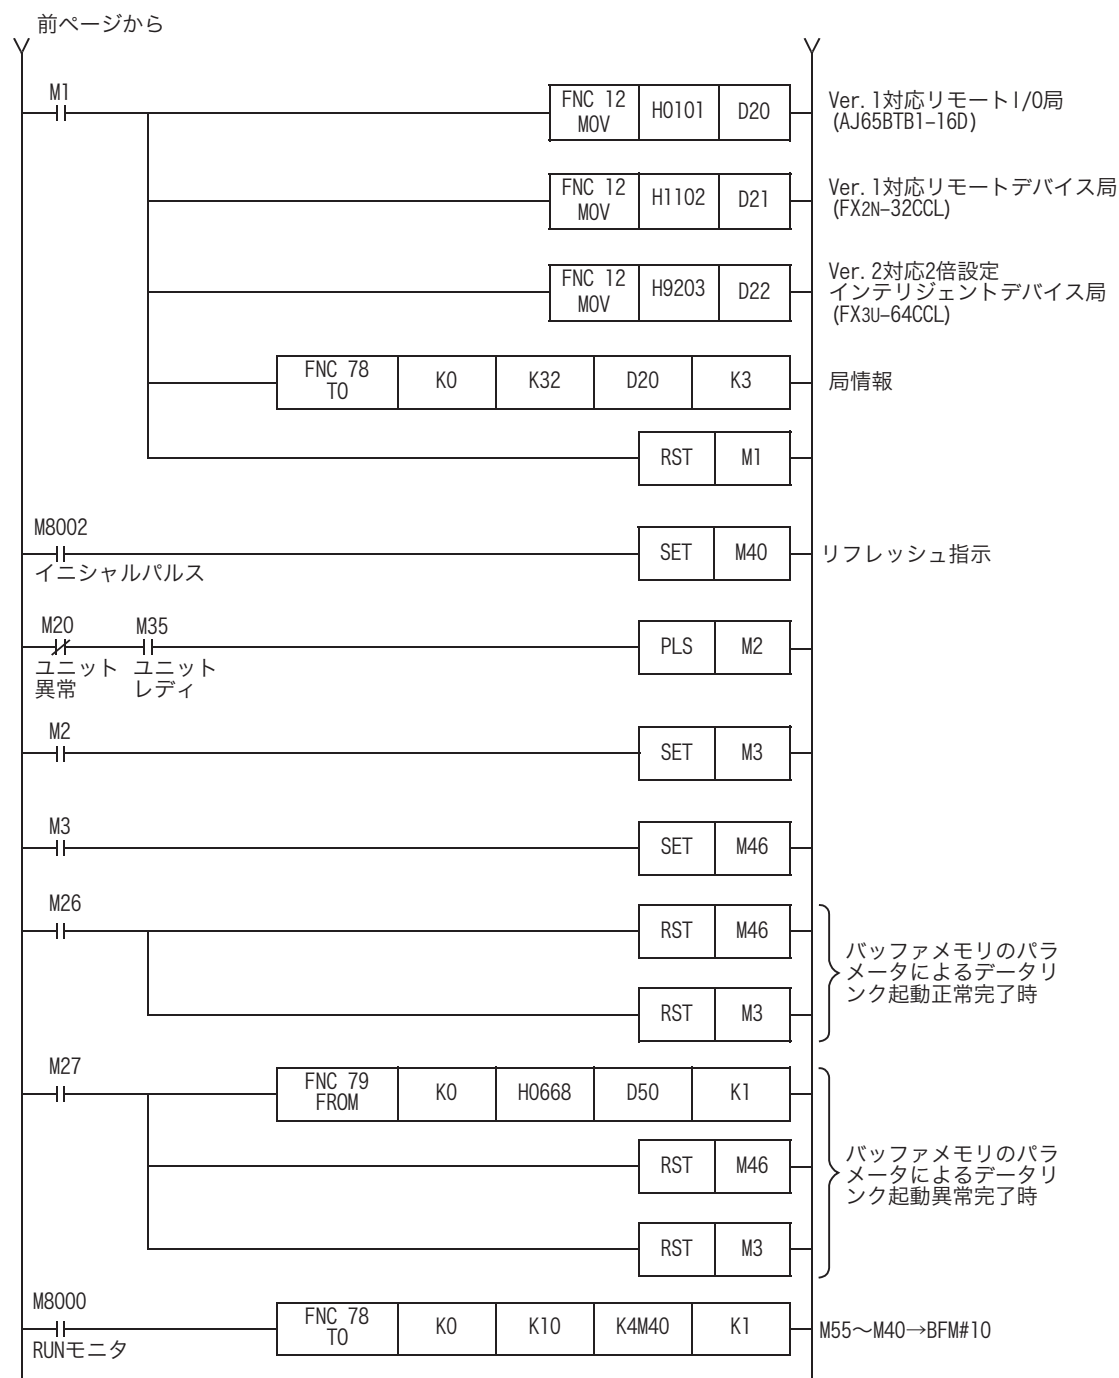 前ページから
M1
FNC 12
MOV
H0101
D20
Ver.1対応リモートI/O局
(AJ65BTB1−16D)
FNC 12
MOV
H1102
D21
Ver.1対応リモートデバイス局
(FX2N−32CCL)
FNC 12
MOV
H9203
D22
Ver.2対応2倍設定
インテリジェントデバイス局
(FX3U−64CCL)
FNC 78
TO
K0
K32
D20
K3
局情報
RST
M1
M8002
イニシャルパルス
SET
M40
リフレッシュ指示
M20
ユニット
異常
M35
ユニット
レディ
PLS
M2
M2
SET
M3
M3
SET
M46
M26
RST
M46
RST
M3
バッファメモリのパラ
メータによるデータリ
ンク起動正常完了時
M27
FNC 79
FROM
K0
H0668
D50
K1
RST
M46
RST
M3
バッファメモリのパラ
メータによるデータリ
ンク起動異常完了時
M8000
RUNモニタ
FNC 78
TO
K0
K10
K4M40
K1
M55〜M40→BFM#10